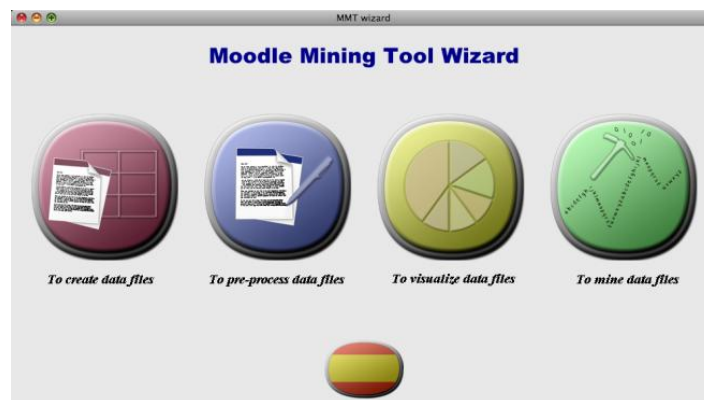 MMT wizard
Moodle Mining Tool Wizard
To create data files
To pre-process data files
To visualize data files
To mine data files